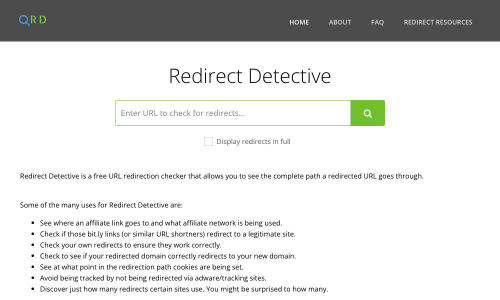 RD
HOME ABOUT FAQ REDIRECT RESOURCES
Redirect Detective
Enter URL to check for redirects...
Display redirects in full
Redirect Detective is a free URL redirection checker that allows you to see the complete path a redirected URL goes through.
Some of the many uses for Redirect Detective are:
See where an affiliate link goes to and what affiliate network is being used.
Check if those bit.ly links (or similar URL shortners) redirect to a legitimate site.
Check your own redirects to ensure they work correctly.
Check to see if your redirected domain correctly redirects to your new domain.
See at what point in the redirection path cookies are being set.
Avoid being tracked by not being redirected via adware/tracking sites.
Discover just how many redirects certain sites use. You might be surprised to how many.